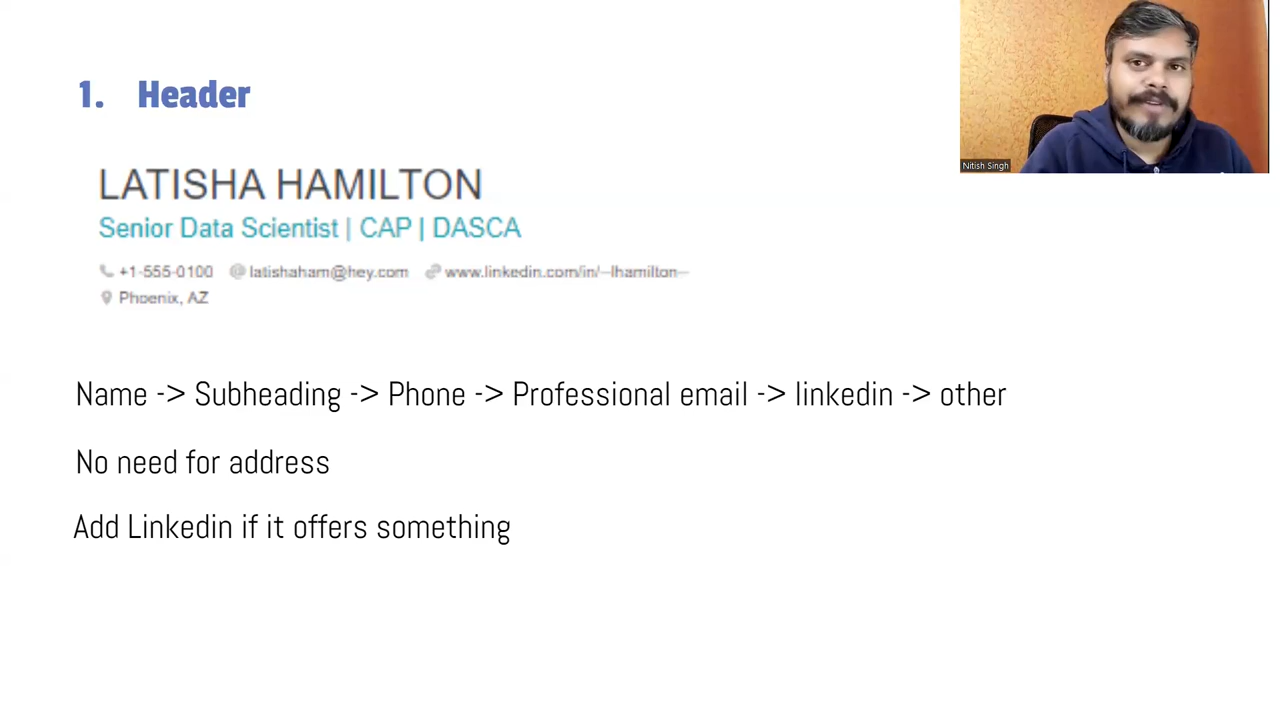 1. Header
LATISHA HAMILTON
Senior Data Scientist | CAP | DASCA
+1-555-0100 latishaham@hey.com www.linkedin.com/in/--lhamilton--
Phoenix, AZ
Name -> Subheading -> Phone -> Professional email -> linkedin -> other
No need for address
Add Linkedin if it offers something
Nitish Singh